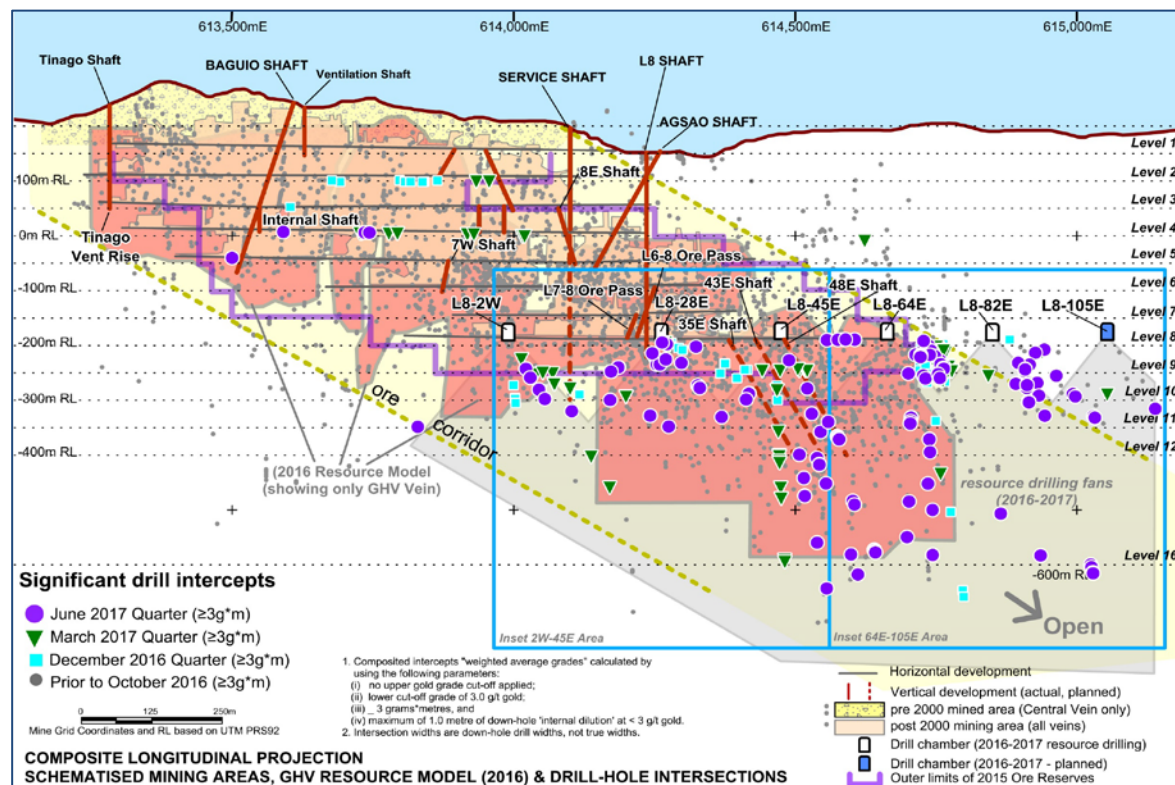 613,500mE
614,000mE
614,500mE
615,000mE
Tinago Shaft
BAGUIO SHAFT
Ventilation Shaft
SERVICE SHAFT
L8 SHAFT
AGSAO SHAFT
Level 1
Level 2
100m RL
8E Shaft
Level 3
Internal Shaft
0m RL
Level 4
Tinago
Vent Rise
7W Shaft
L6-8 Ore Pass
Level 5
-100m RL
L7-8 Ore Pass
43E Shaft
48E Shaft
Level 6
L8-2W
L8-28E
L8-45E
L8-64E
L8-82E
L8-105E
Level 7
35E Shaft
-200m RL
Level 8
Level 9
-300m RL
Level 10
ore
corridor
Level 11
-400m RL
Level 12
(2016 Resource Model
(showing only GHV Vein)
resource drilling fans
(2016-2017)
Level 16
-600m RL
Open
Inset 2W-45E Area
Inset 64E-105E Area
Significant drill intercepts
June 2017 Quarter (≥3g*m)
March 2017 Quarter (≥3g*m)
December 2016 Quarter (≥3g*m)
Prior to October 2016 (≥3g*m)
0 125 250m
Mine Grid Coordinates and RL based on UTM PRS92
1. Composited intercepts "weighted average grades" calculated by
using the following parameters:
(i) no upper gold grade cut-off applied;
(ii) lower cut-off grade of 3.0 g/t gold;
(iii) _ 3 grams*metres, and
(iv) maximum of 1.0 metre of down-hole 'internal dilution' at < 3 g/t gold.
2. Intersection widths are down-hole drill widths, not true widths.
Horizontal development
Vertical development (actual, planned)
pre 2000 mined area (Central Vein only)
post 2000 mining area (all veins)
Drill chamber (2016-2017 resource drilling)
Drill chamber (2016-2017 - planned)
Outer limits of 2015 Ore Reserves
COMPOSITE LONGITUDINAL PROJECTION
SCHEMATISED MINING AREAS, GHV RESOURCE MODEL (2016) & DRILL-HOLE INTERSECTIONS